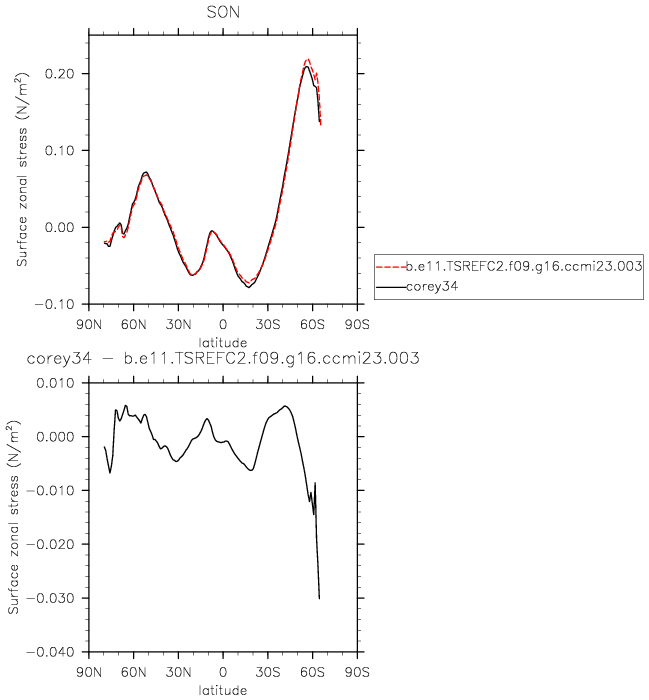 SON
Surface zonal stress (N/m²)
0.20
0.10
0.00
−0.10
90N 60N 30N 0 30S 60S 90S
latitude
b.e11.TSREFC2.f09.g16.ccmi23.003
corey34
corey34 − b.e11.TSREFC2.f09.g16.ccmi23.003
Surface zonal stress (N/m²)
0.010
0.000
−0.010
−0.020
−0.030
−0.040
90N 60N 30N 0 30S 60S 90S
latitude